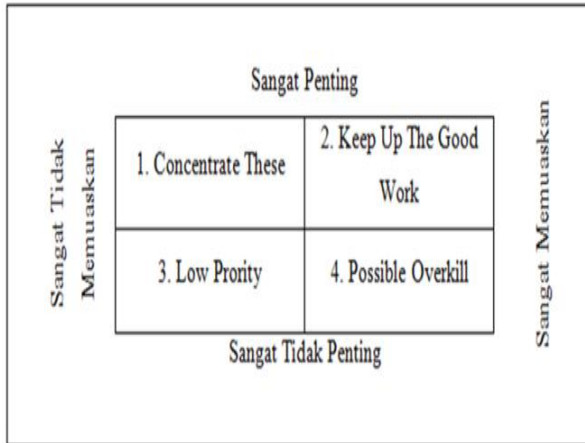 Sangat Penting
Sangat Tidak
Memuaskan
1. Concentrate These
2. Keep Up The Good
Work
Sangat Memuaskan
3. Low Prority
4. Possible Overkill
Sangat Tidak Penting